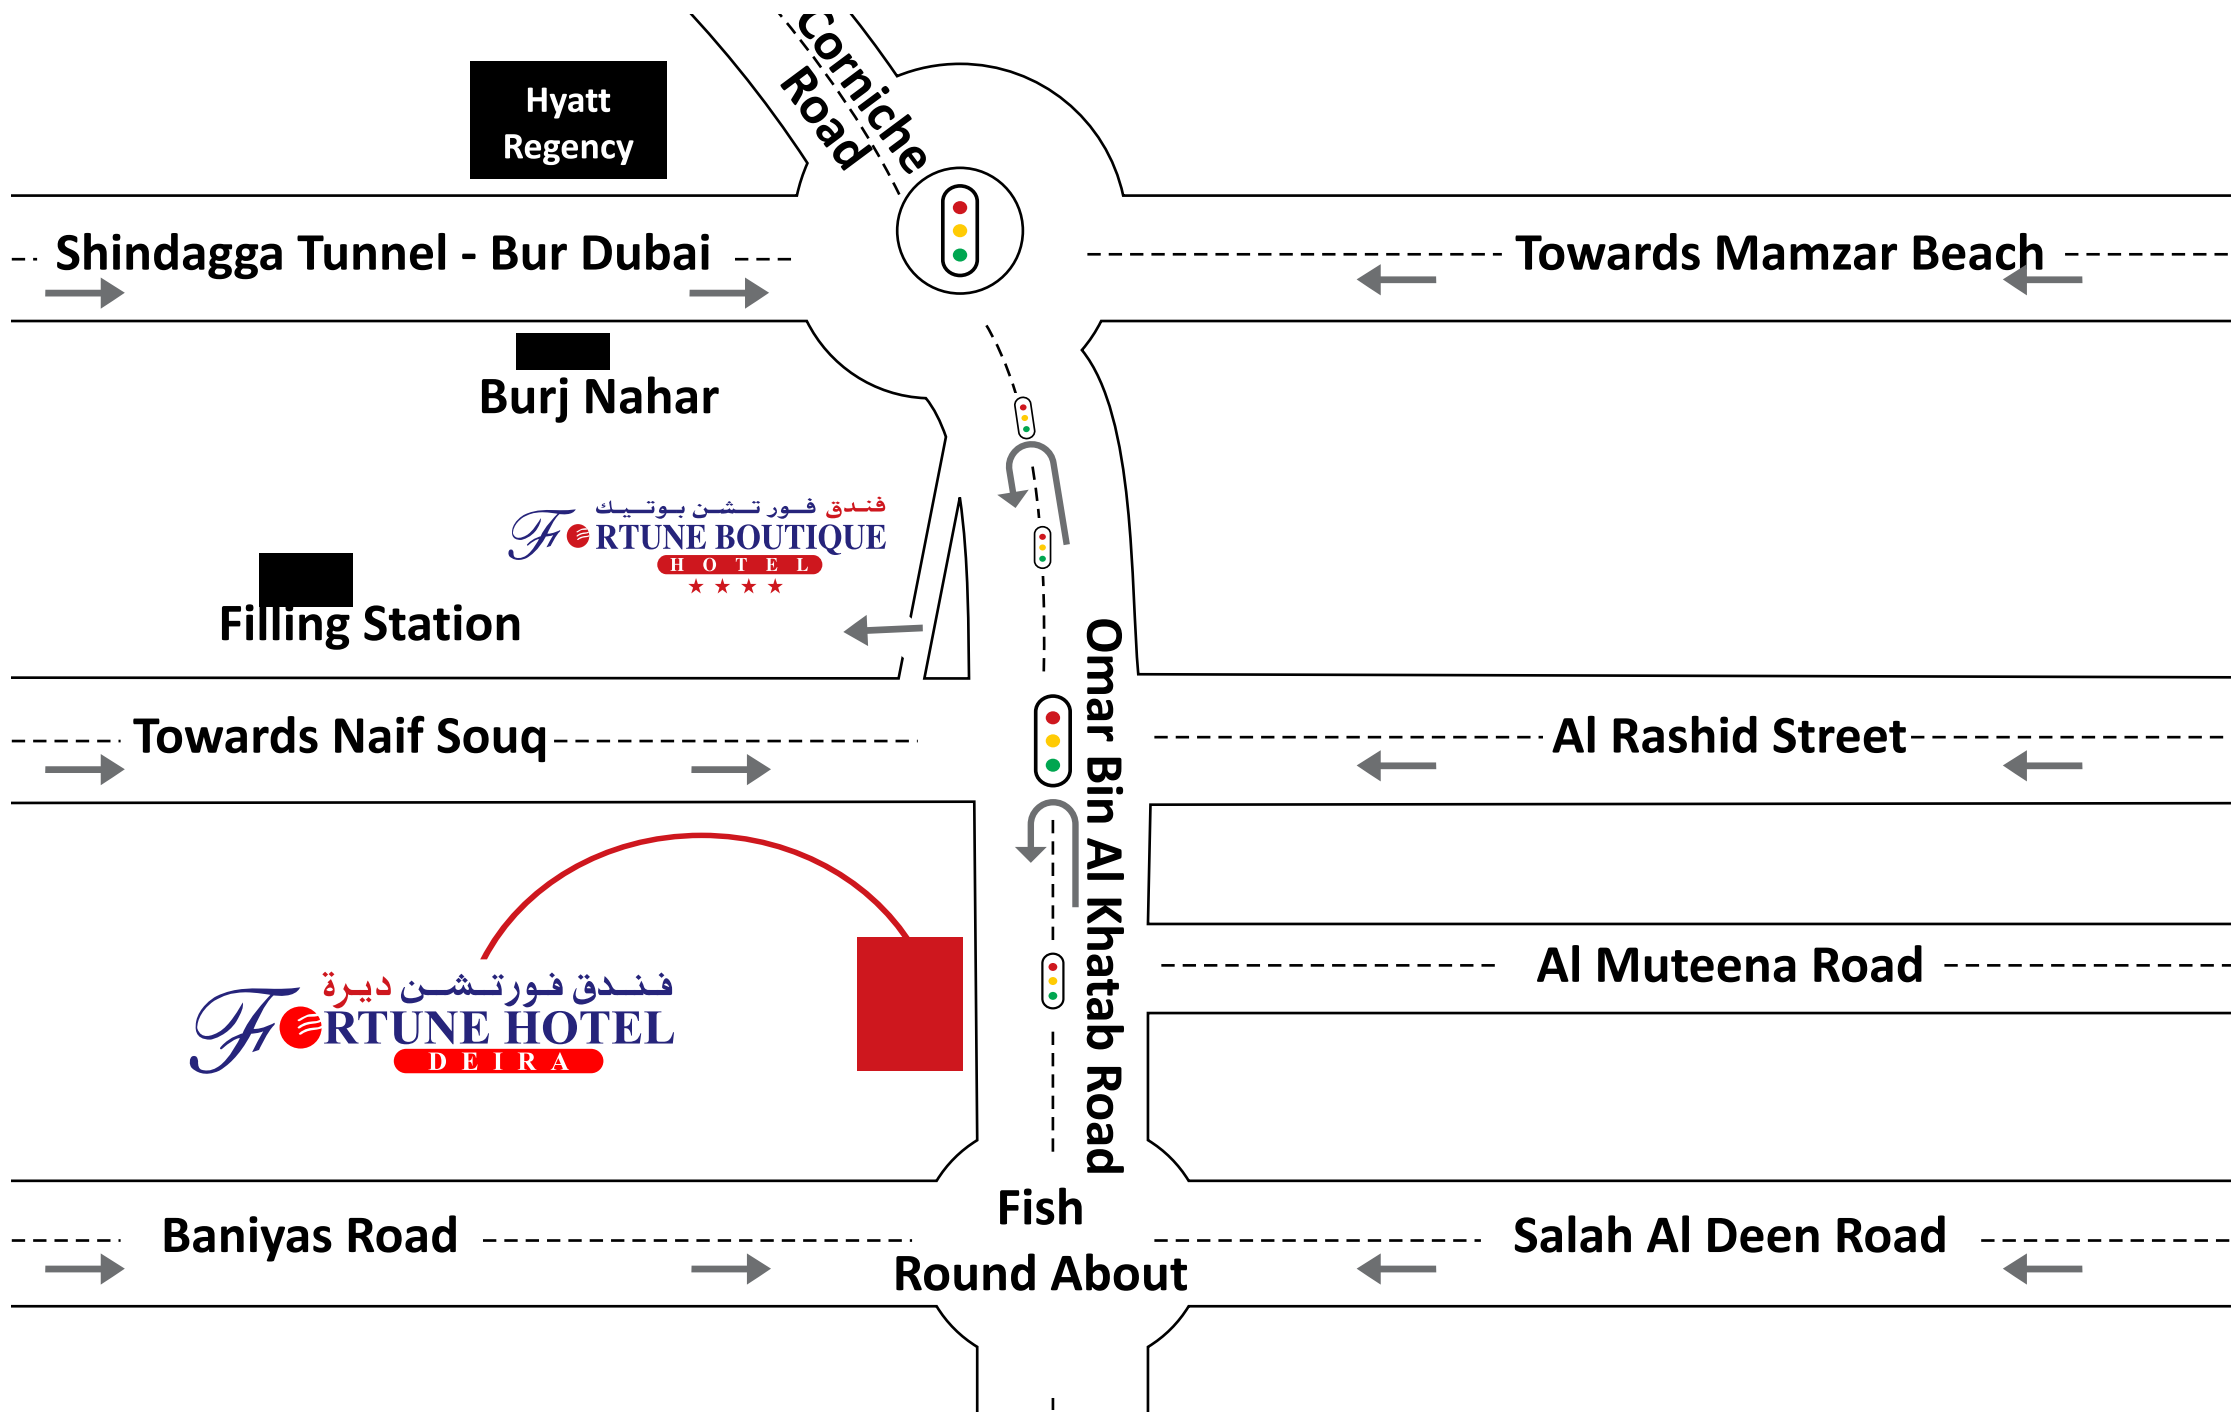 Corniche
Road
Hyatt
Regency
Shindagga Tunnel - Bur Dubai
Towards Mamzar Beach
Burj Nahar
فندق فورتشن بوتيك
FORTUNE BOUTIQUE
HOTEL
Filling Station
Omar Bin Al Khatab Road
Towards Naif Souq
Al Rashid Street
Al Muteena Road
فندق فورتشن ديرة
FORTUNE HOTEL
DEIRA
Fish
Round About
Baniyas Road
Salah Al Deen Road